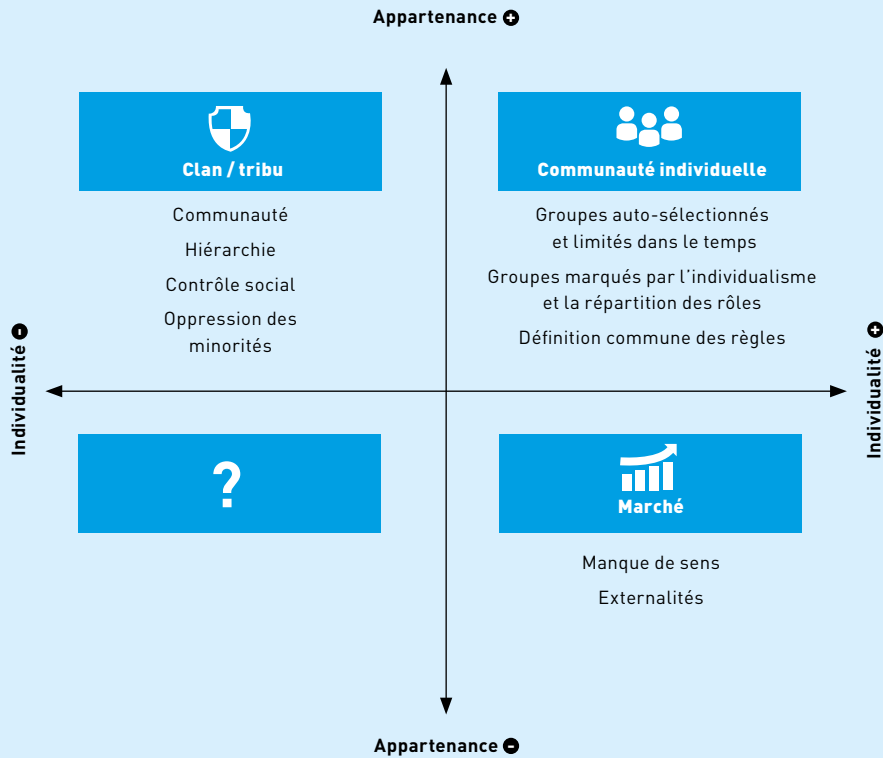 Appartenance +
Clan / tribu
Communauté
Hiérarchie
Contrôle social
Oppression des
minorités
Communauté individuelle
Groupes auto-sélectionnés
et limités dans le temps
Groupes marqués par l'individualisme
et la répartition des rôles
Définition commune des règles
Individualité -
Individualité +
?
Marché
Manque de sens
Externalités
Appartenance -